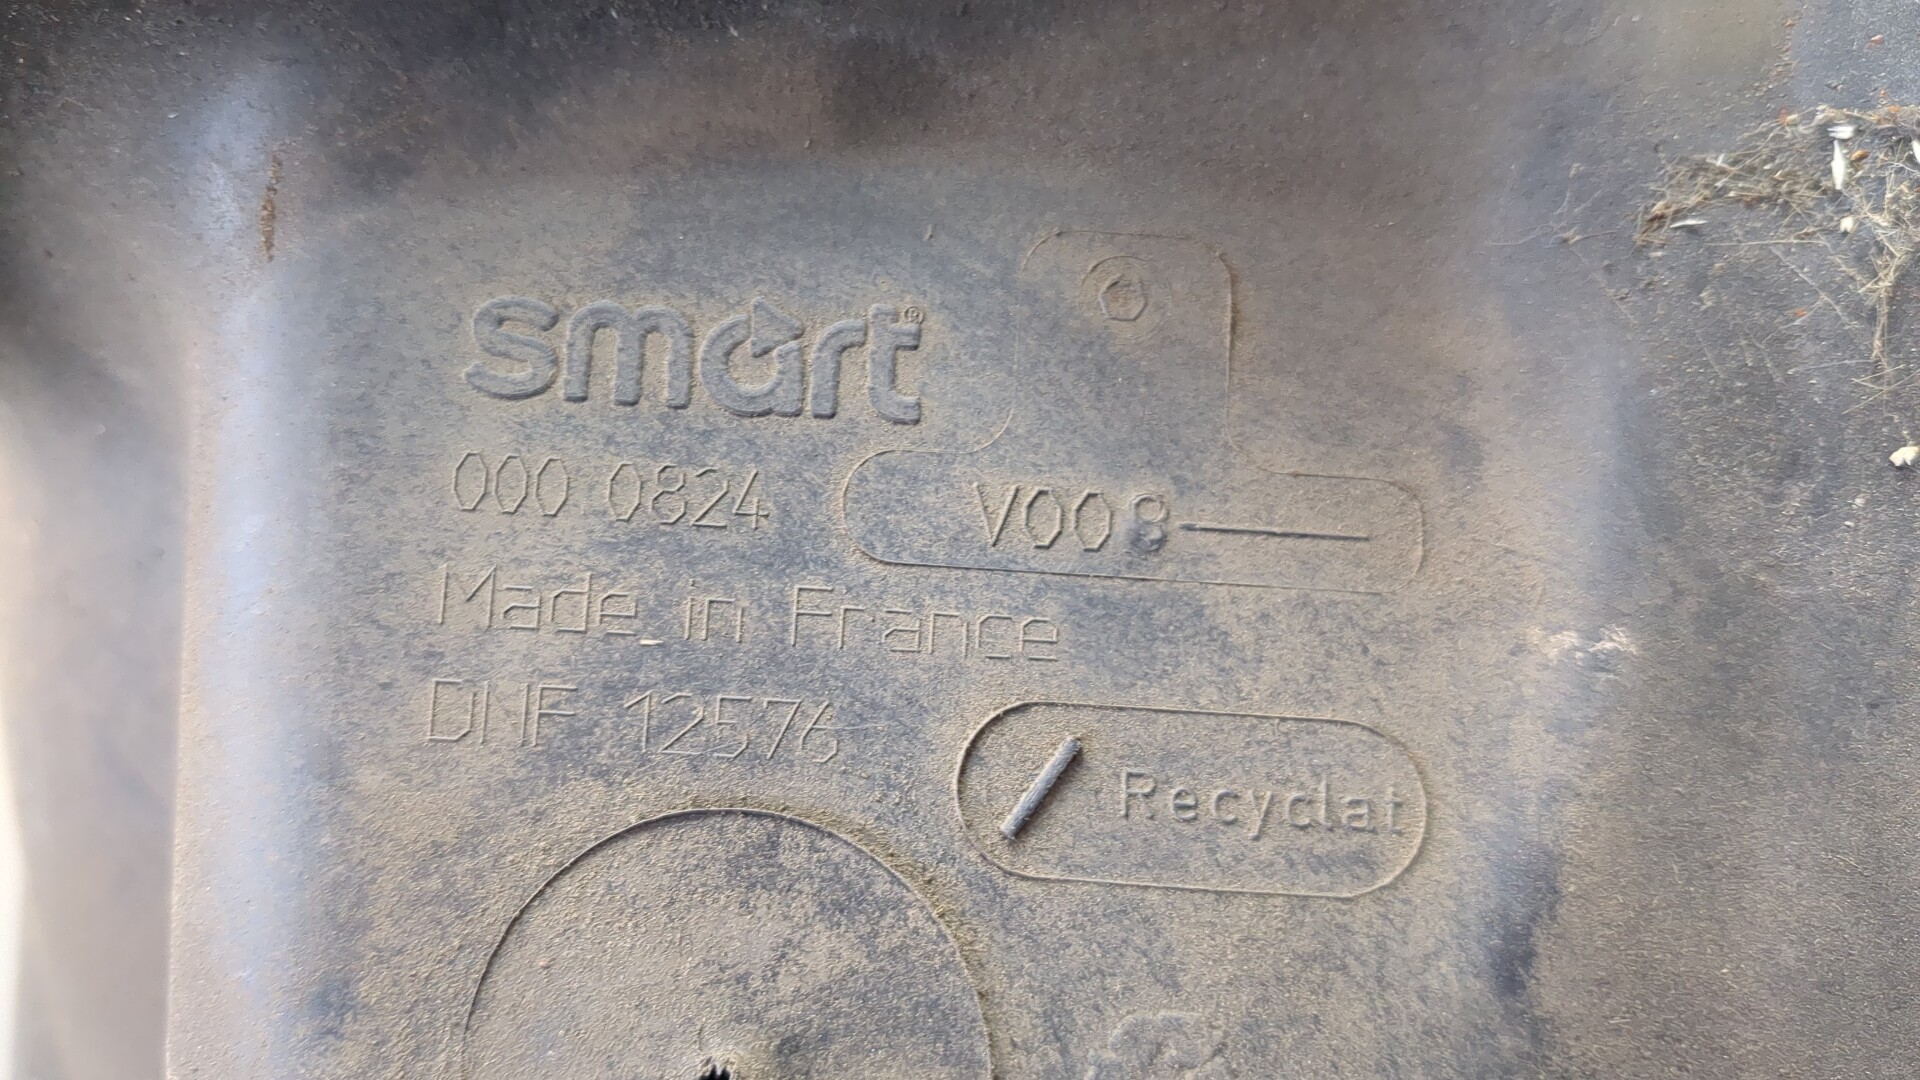 smart®
000 0824 V008
Made in France
DNF 12576
Recyclat